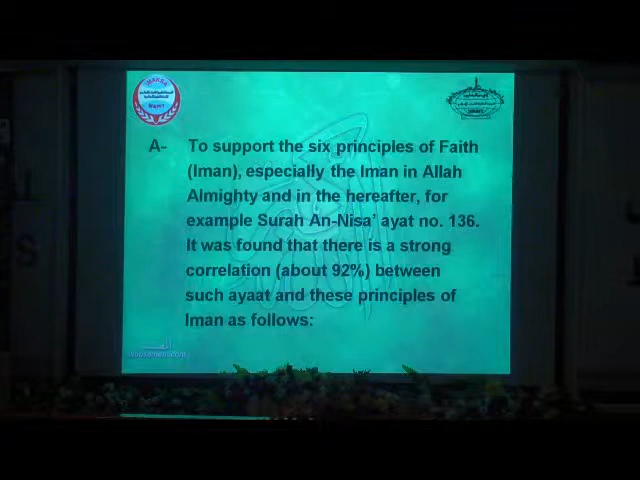 A- To support the six principles of Faith
(Iman), especially the Iman in Allah
Almighty and in the hereafter, for
example Surah An-Nisa' ayat no. 136.
It was found that there is a strong
correlation (about 92%) between
such ayaat and these principles of
Iman as follows: